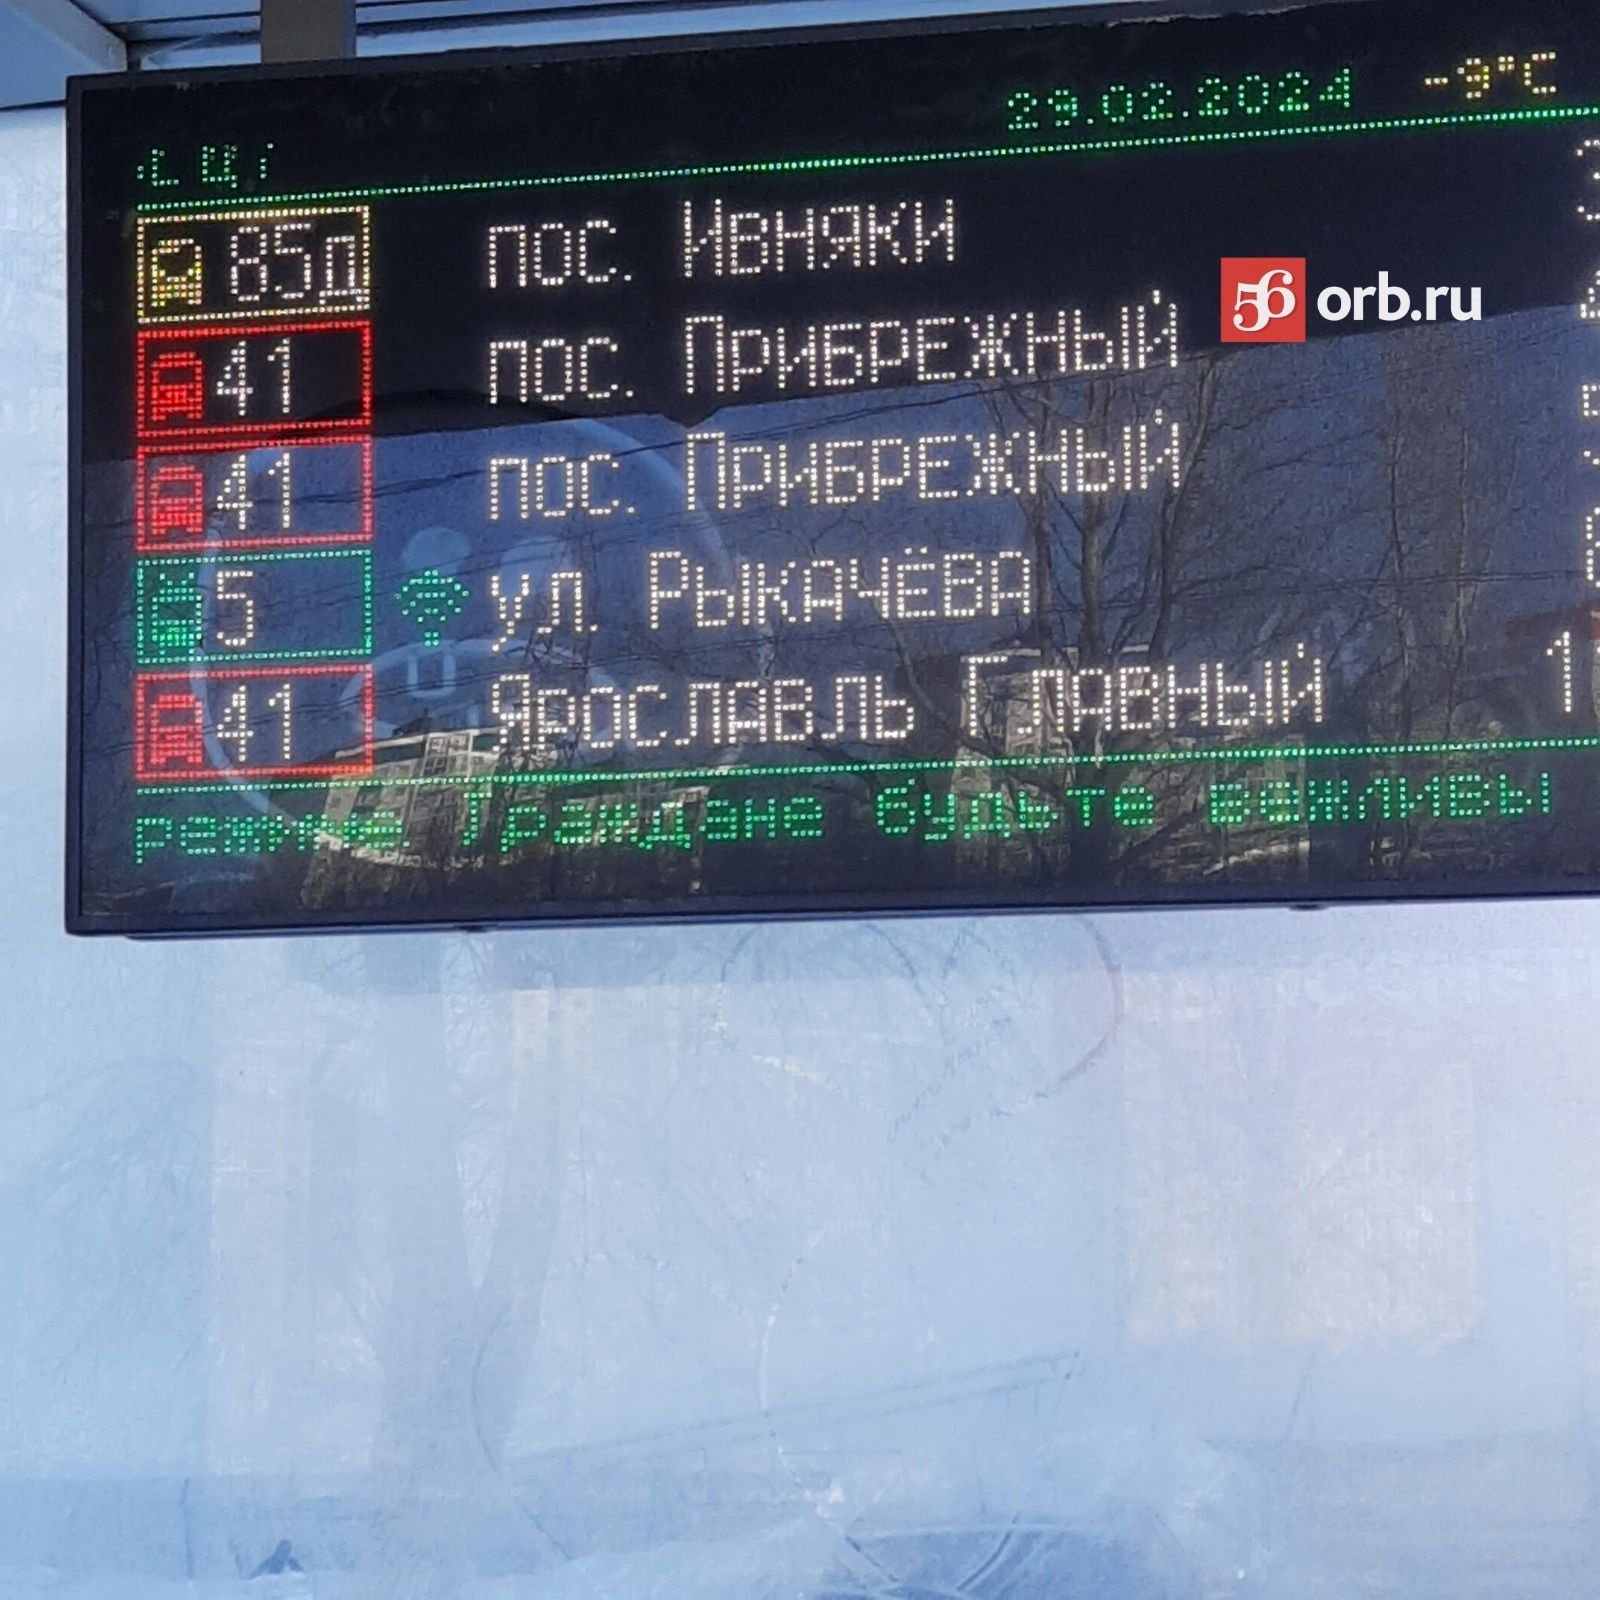 29.02.2024 -9°C
85д пос. Ивняки
56 orb.ru
41 пос. Прибрежный
41 пос. Прибрежный
5 ул. Рыкачёва
41 Ярославль Главный
режиме. Граждане будьте вежливы